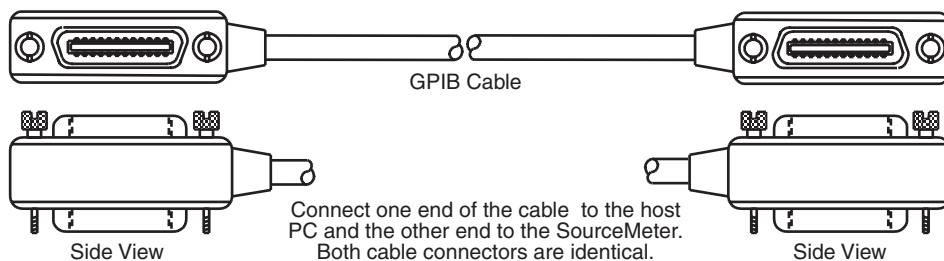 GPIB Cable
Connect one end of the cable to the host
PC and the other end to the SourceMeter.
Both cable connectors are identical.
Side View
Side View